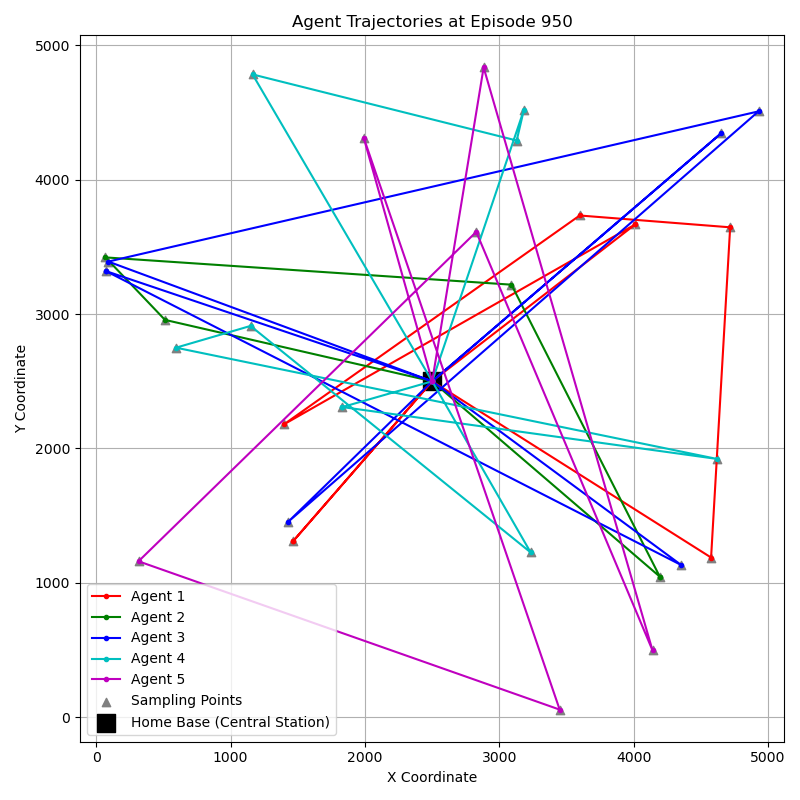 Agent Trajectories at Episode 950
5000
4000
3000
2000
1000
0
Y Coordinate
Agent 1
Agent 2
Agent 3
Agent 4
Agent 5
Sampling Points
Home Base (Central Station)
0 1000 2000 3000 4000 5000
X Coordinate